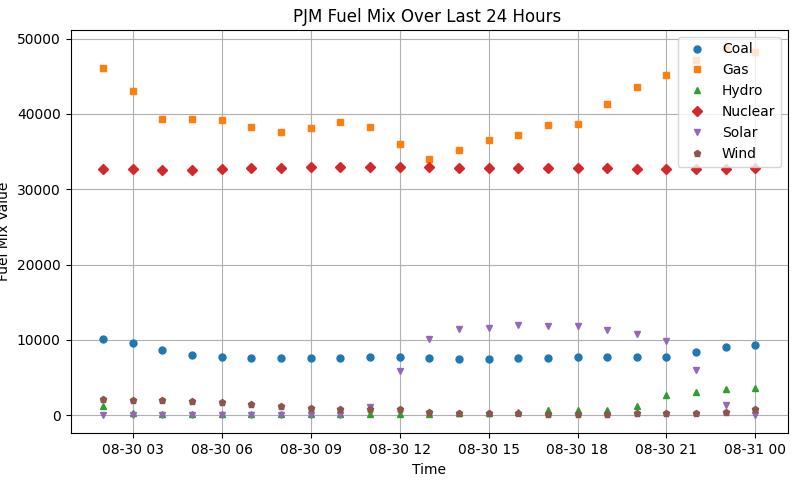 PJM Fuel Mix Over Last 24 Hours
50000
40000
30000
20000
10000
0
Fuel Mix Value
Coal
Gas
Hydro
Nuclear
Solar
Wind
08-30 03
08-30 06
08-30 09
08-30 12
08-30 15
08-30 18
08-30 21
08-31 00
Time